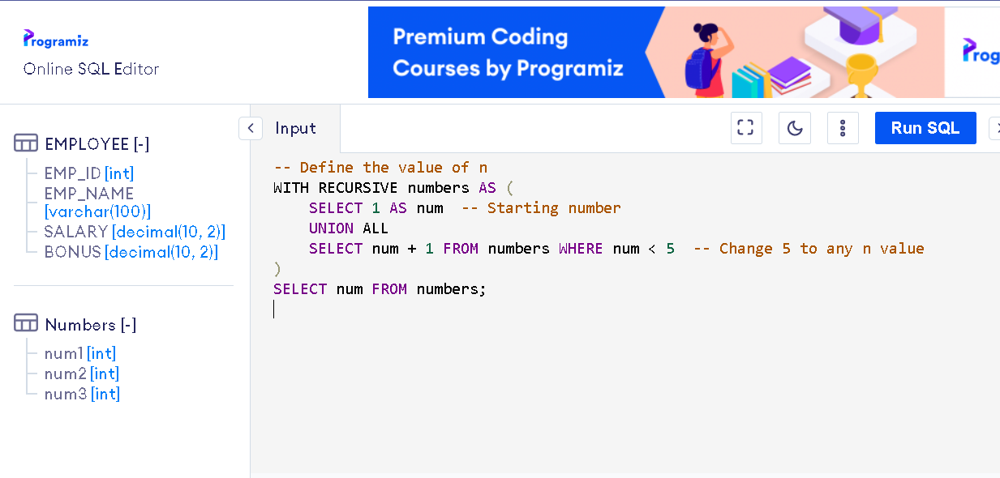 Programiz
Online SQL Editor
Premium Coding
Courses by Programiz
Input
Run SQL
EMPLOYEE [-]
EMP_ID [int]
EMP_NAME
[varchar(100)]
SALARY [decimal(10, 2)]
BONUS [decimal(10, 2)]
Numbers [-]
num1 [int]
num2 [int]
num3 [int]
-- Define the value of n
WITH RECURSIVE numbers AS (
    SELECT 1 AS num  -- Starting number
    UNION ALL
    SELECT num + 1 FROM numbers WHERE num < 5  -- Change 5 to any n value
)
SELECT num FROM numbers;